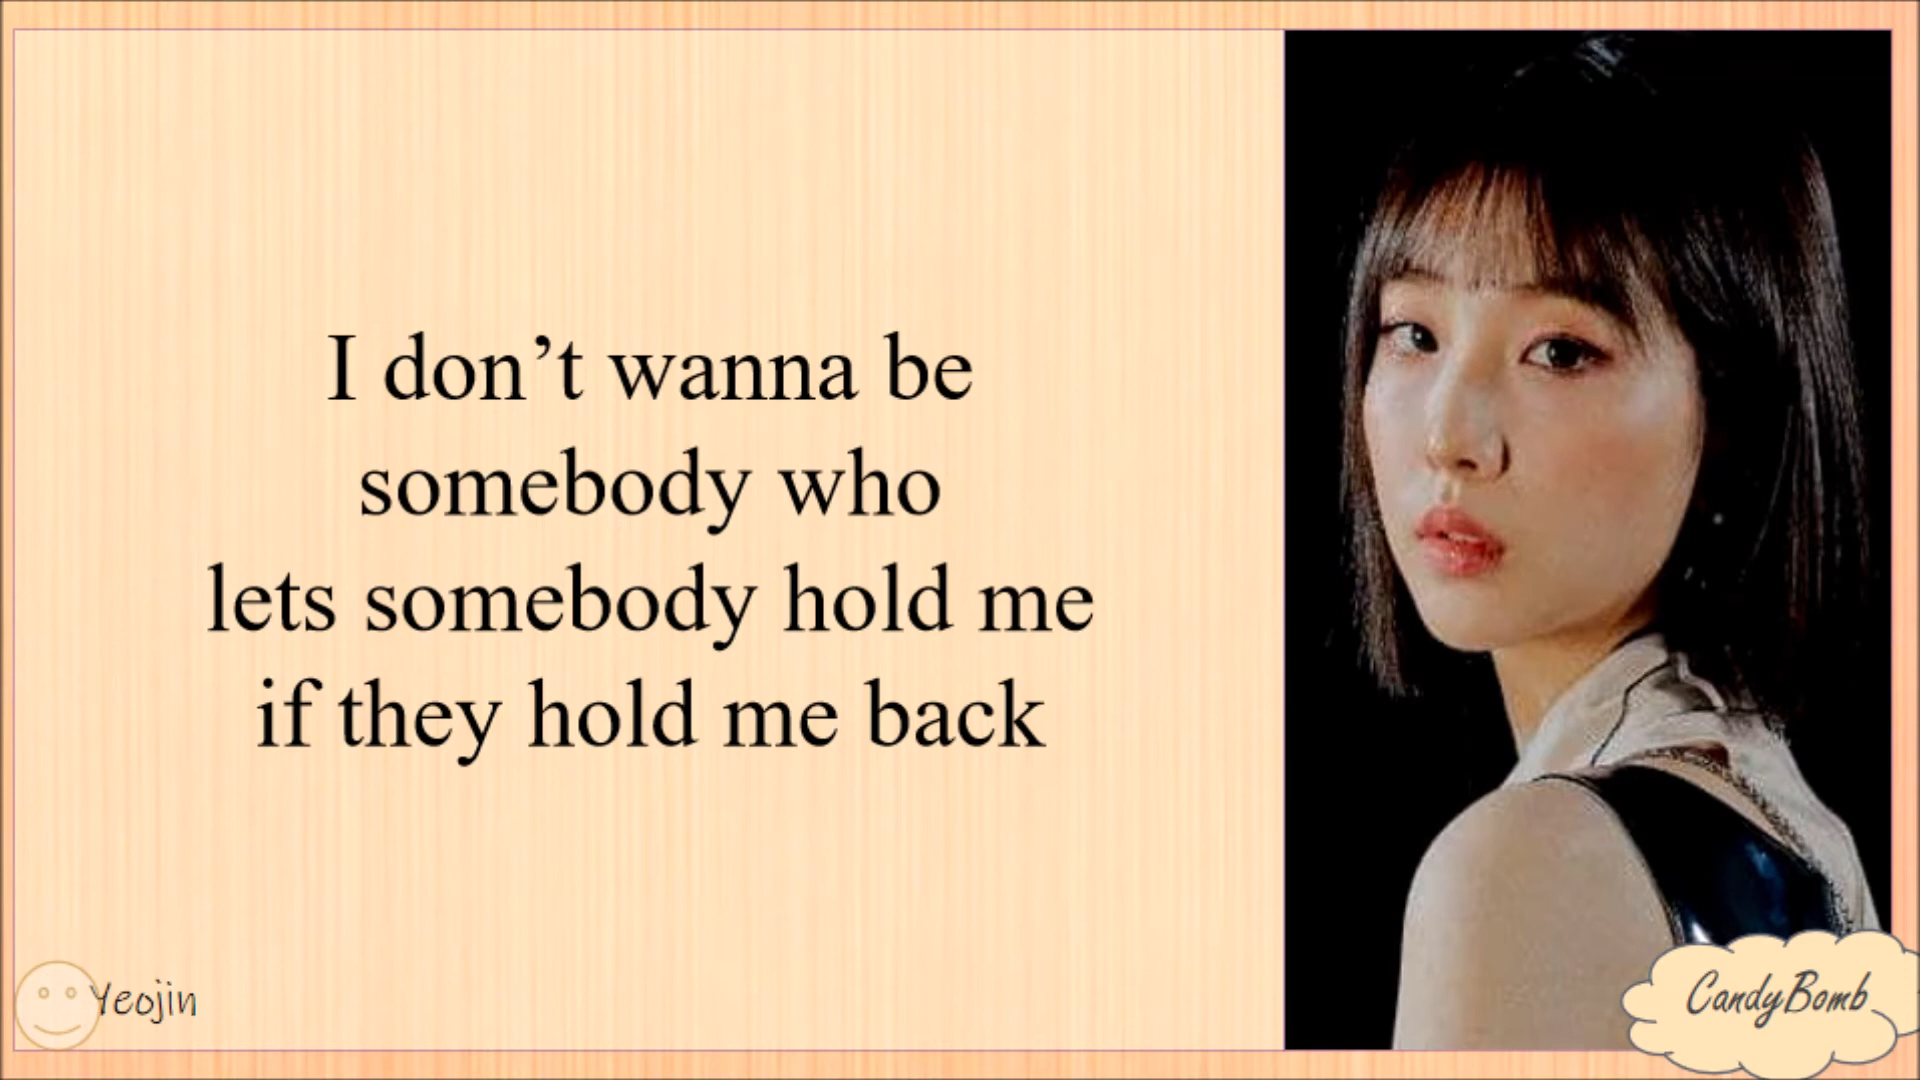 I don’t wanna be
somebody who
lets somebody hold me
if they hold me back
Yeojin
CandyBomb